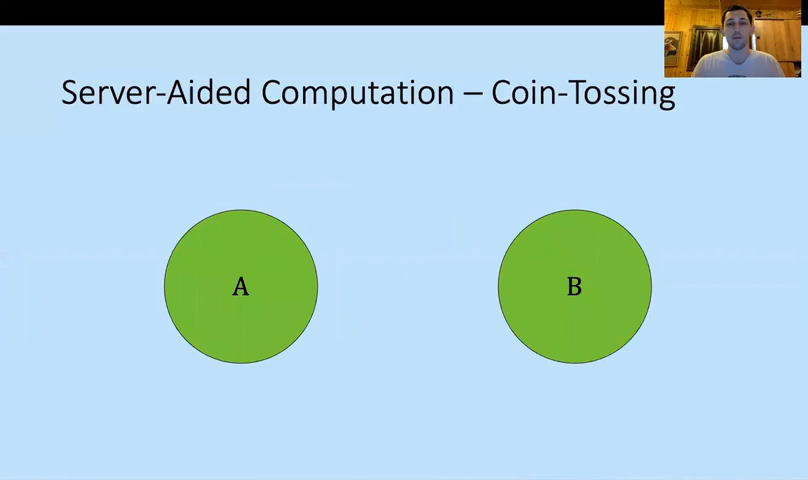 Server-Aided Computation – Coin-Tossing
A
B